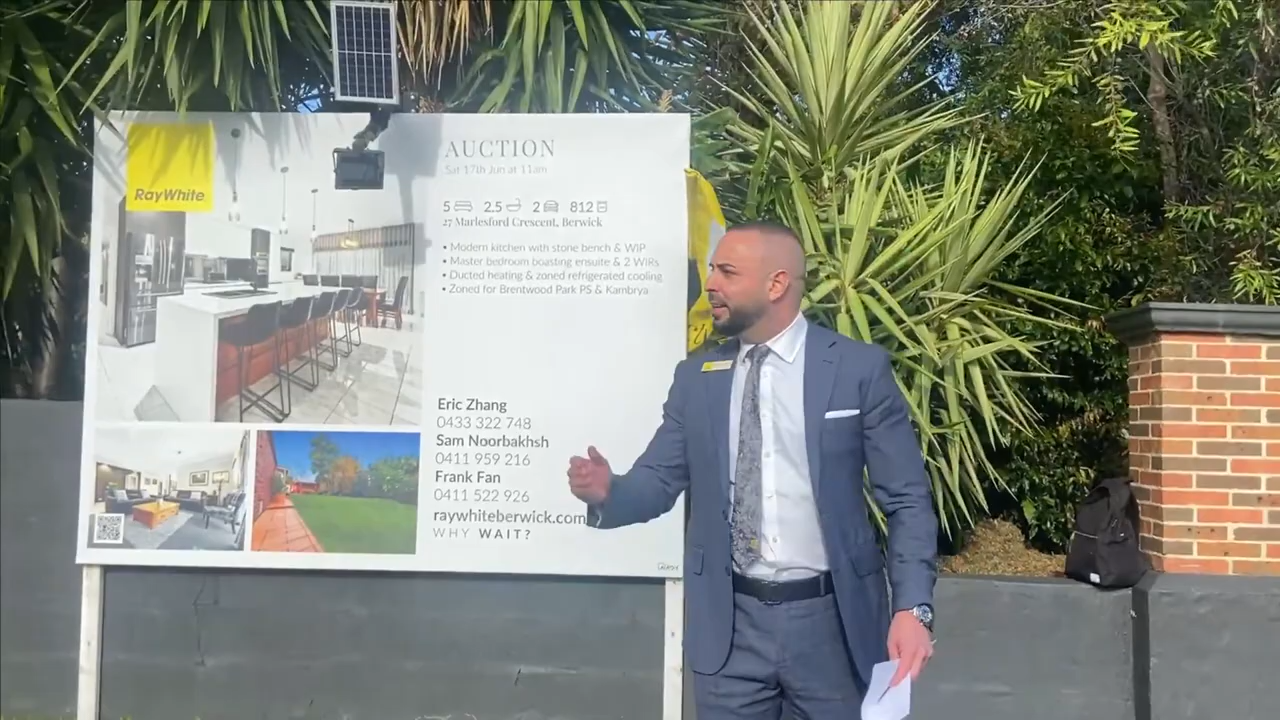 RayWhite
AUCTION
Sat 17th Jun at 11am
5 2.5 2 812
27 Marlesford Crescent, Berwick
• Modern kitchen with stone bench & WIP
• Master bedroom boasting ensuite & 2 WIRs
• Ducted heating & zoned refrigerated cooling
• Zoned for Brentwood Park PS & Kambrya
Eric Zhang
0433 322 748
Sam Noorbakhsh
0411 959 216
Frank Fan
0411 522 926
raywhiteberwick.com
WHY WAIT?